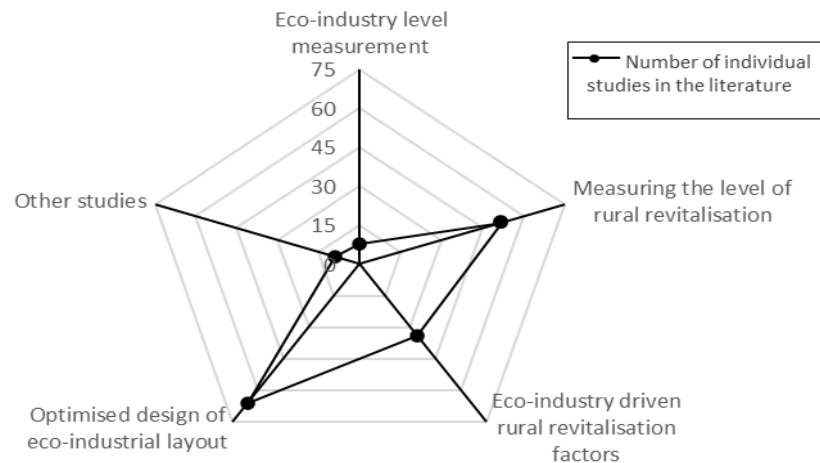 Eco-industry level
measurement
75
60
45
30
15
0
Number of individual
studies in the literature
Other studies
Measuring the level of
rural revitalisation
Optimised design of
eco-industrial layout
Eco-industry driven
rural revitalisation
factors